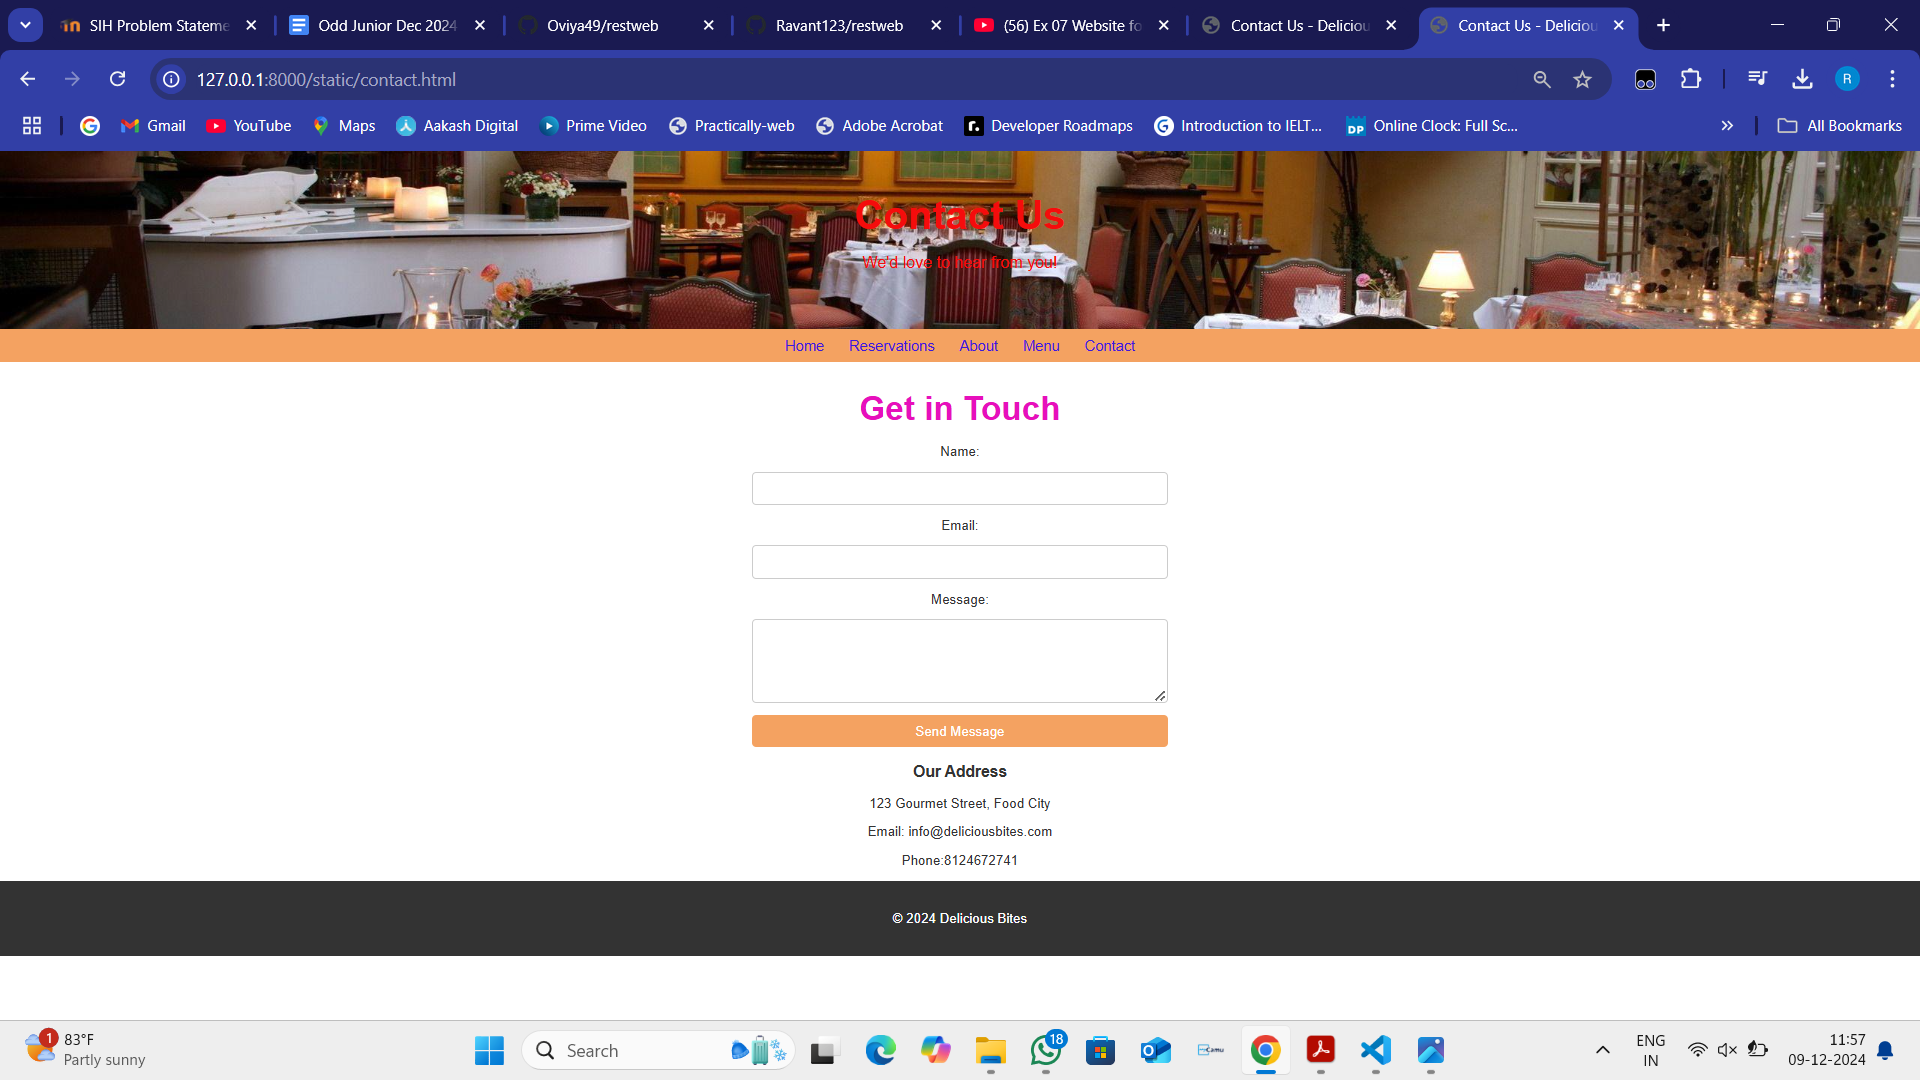 SIH Problem Stateme
Odd Junior Dec 2024
Oviya49/restweb
Ravant123/restweb
(56) Ex 07 Website fo
Contact Us - Deliciou
Contact Us - Deliciou
127.0.0.1:8000/static/contact.html
R
Gmail
YouTube
Maps
Aakash Digital
Prime Video
Practically-web
Adobe Acrobat
Developer Roadmaps
Introduction to IELT...
DP
Online Clock: Full Sc...
All Bookmarks
Contact Us
We'd love to hear from you!
Home Reservations About Menu Contact
Get in Touch
Name:
Email:
Message:
Send Message
Our Address
123 Gourmet Street, Food City
Email: info@deliciousbites.com
Phone:8124672741
© 2024 Delicious Bites
1
83°F
Partly sunny
Search
18
Camu
ENG
IN
11:57
09-12-2024